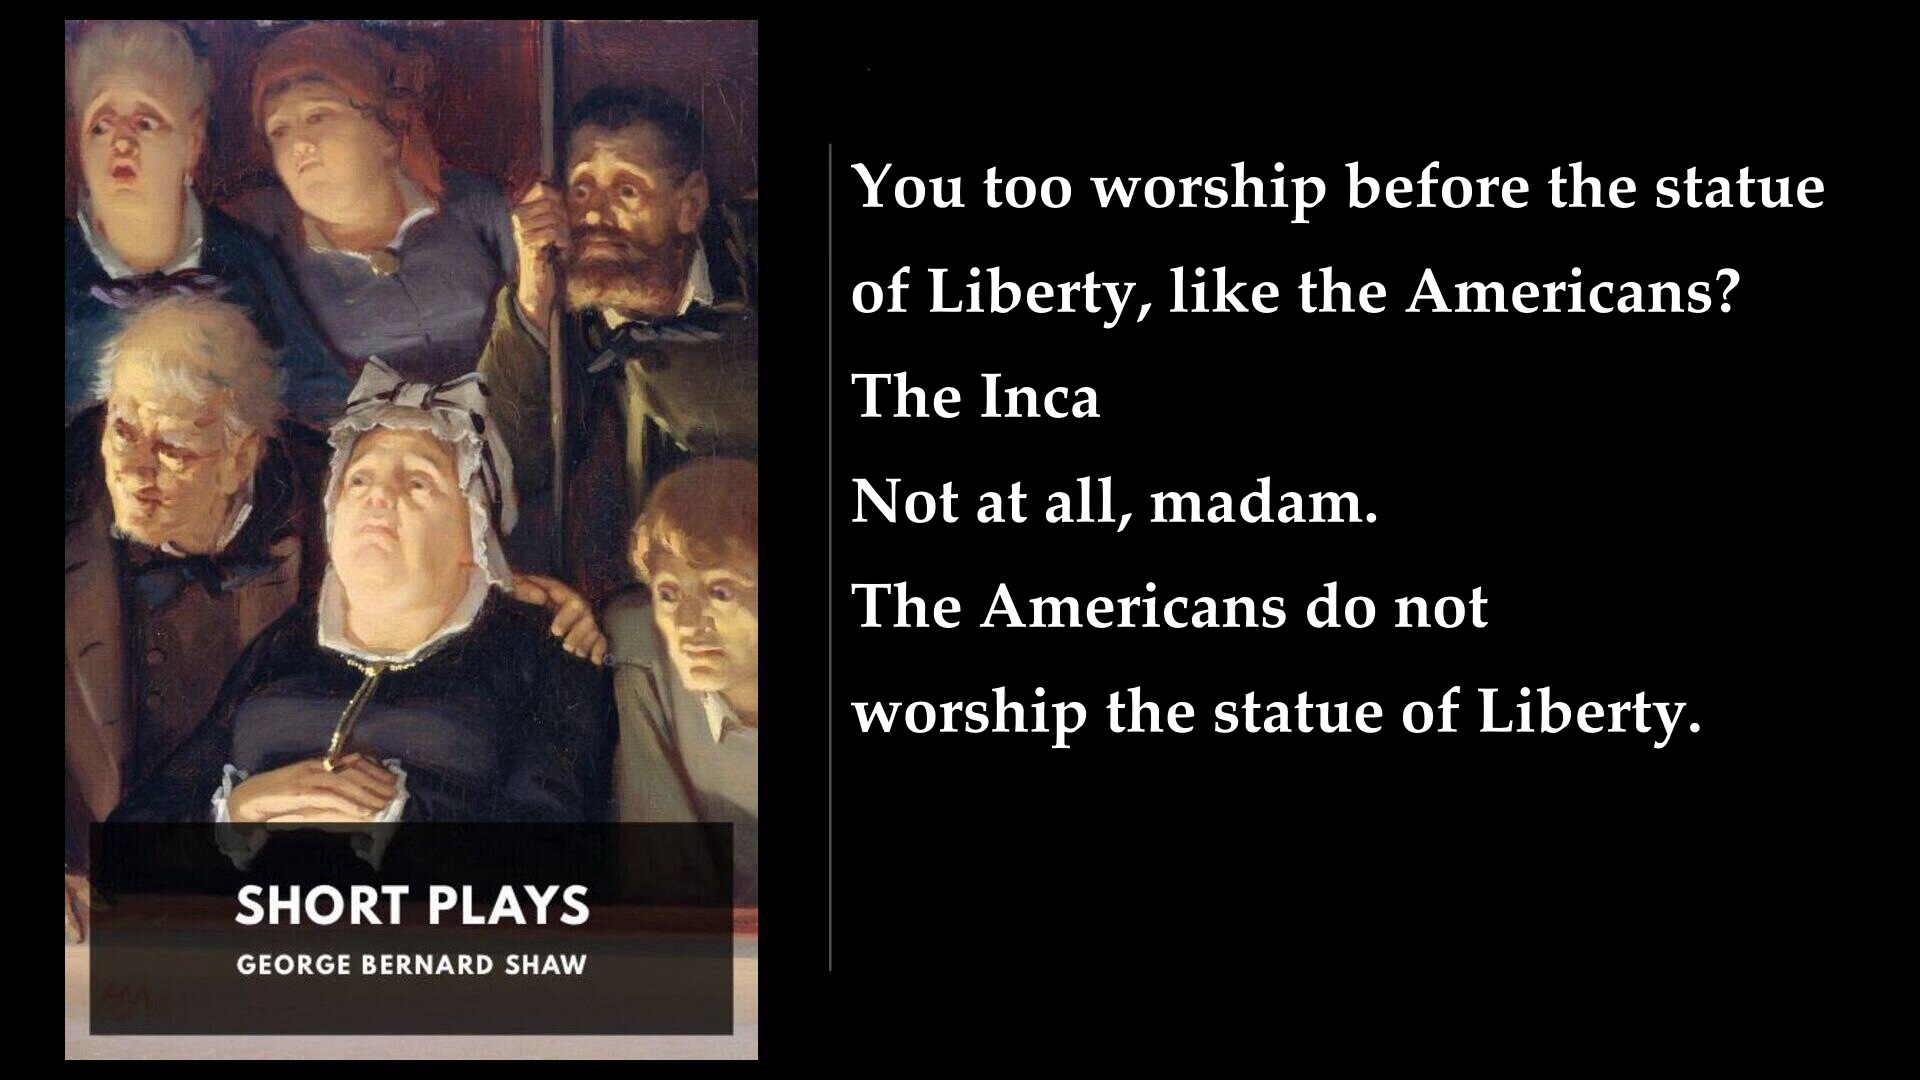 You too worship before the statue
of Liberty, like the Americans?
The Inca
Not at all, madam.
The Americans do not
worship the statue of Liberty.
SHORT PLAYS
GEORGE BERNARD SHAW